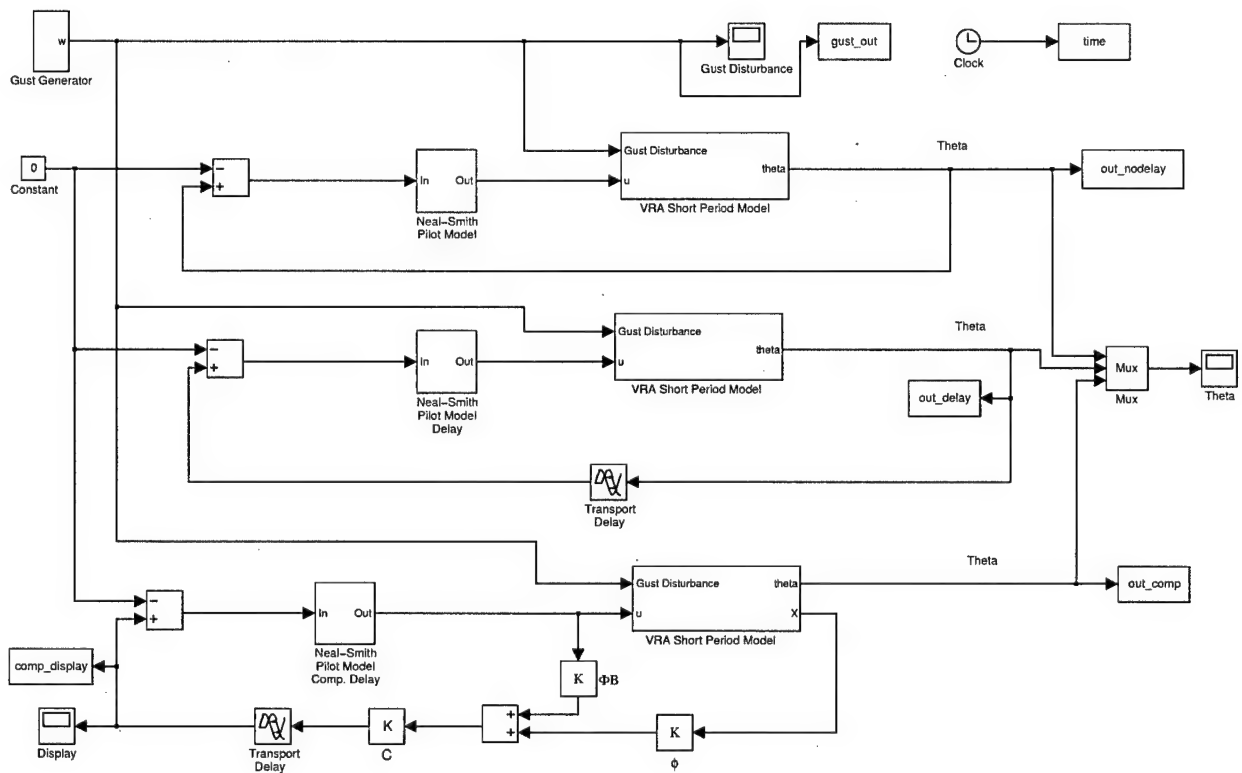 w
Gust Generator
Gust Disturbance
gust_out
Clock
time
0
Constant
−
+
In
Out
Neal−Smith
Pilot Model
Gust Disturbance
u
theta
VRA Short Period Model
Theta
out_nodelay
−
+
In
Out
Neal−Smith
Pilot Model
Delay
Gust Disturbance
u
theta
VRA Short Period Model
Theta
out_delay
Mux
Mux
Theta
Transport
Delay
−
+
In
Out
Neal−Smith
Pilot Model
Comp. Delay
Gust Disturbance
u
theta
X
VRA Short Period Model
Theta
out_comp
comp_display
K
ΦB
Display
Transport
Delay
K
C
+
+
K
ϕ